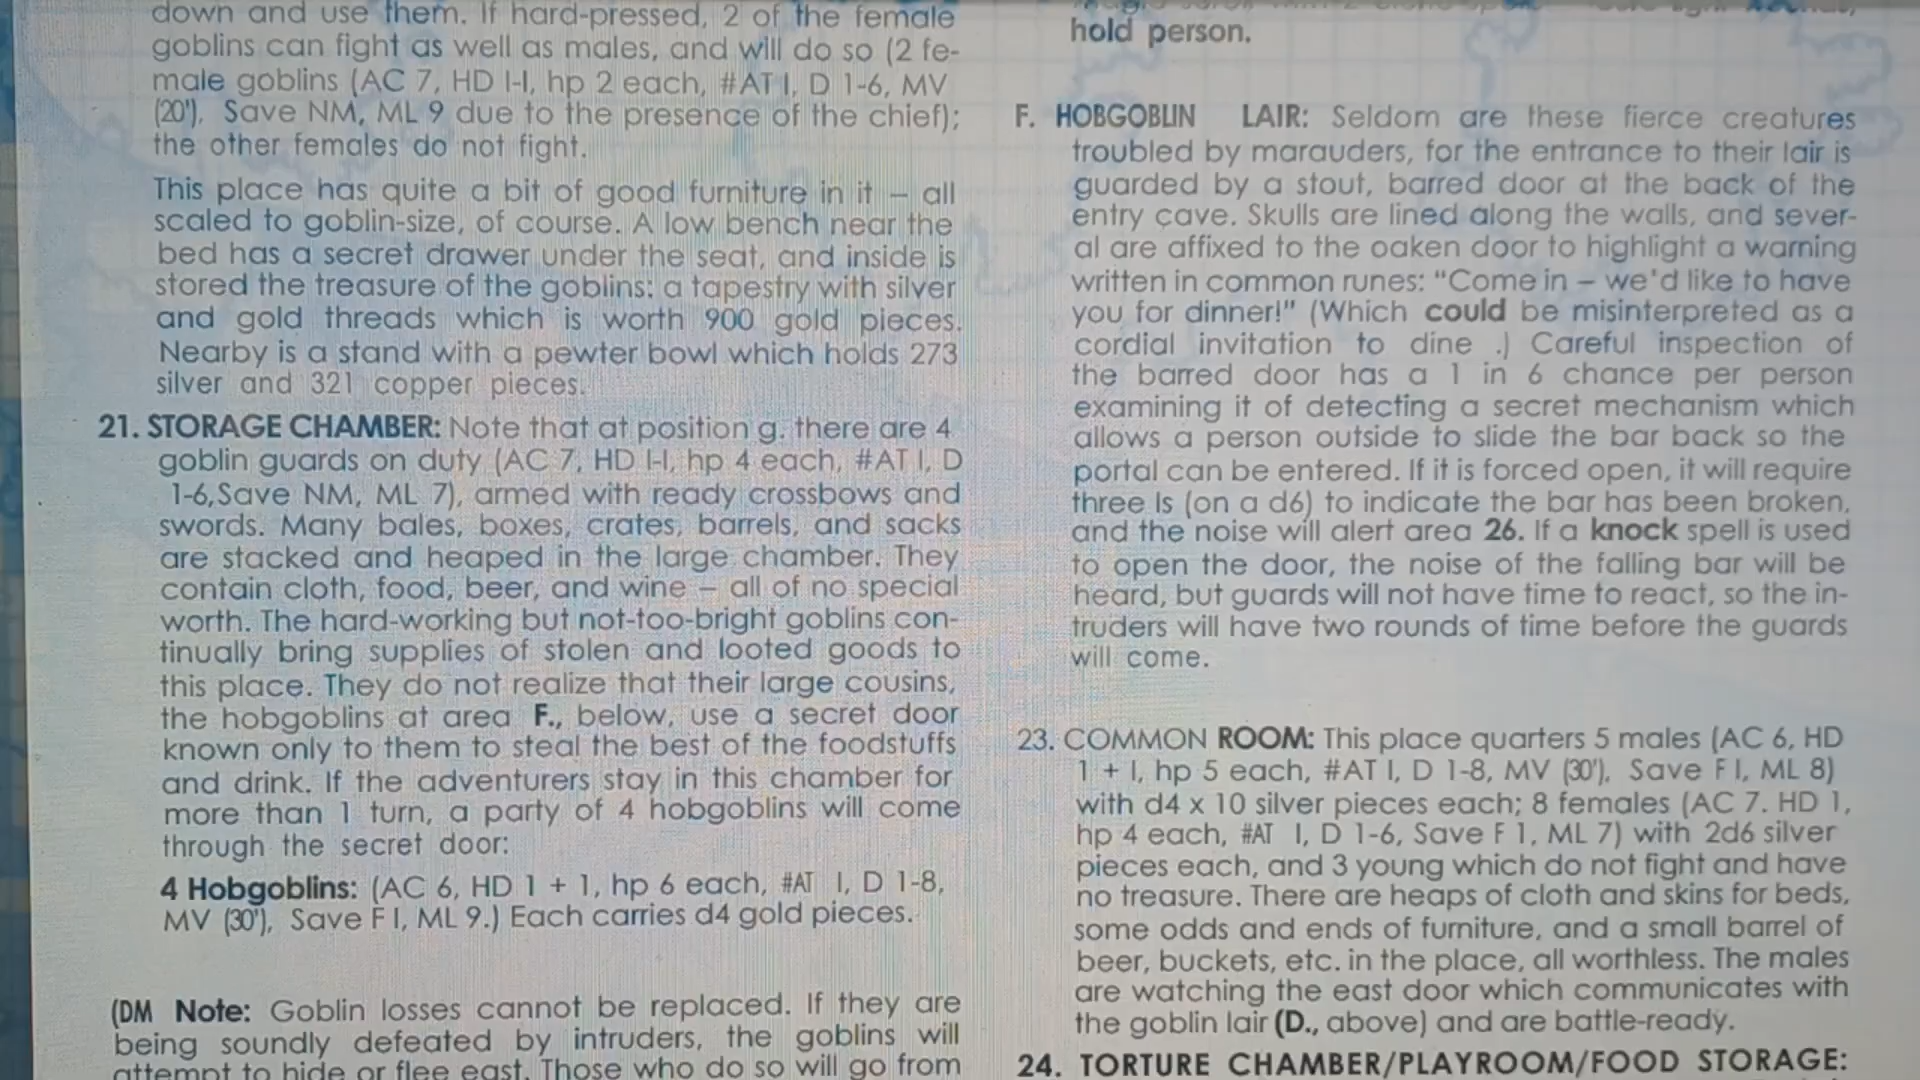 down and use them. If hard-pressed, 2 of the female
goblins can fight as well as males, and will do so (2 fe-
male goblins (AC 7, HD I-I, hp 2 each, #AT I, D 1-6, MV
(20'), Save NM, ML 9 due to the presence of the chief);
the other females do not fight.
This place has quite a bit of good furniture in it – all
scaled to goblin-size, of course. A low bench near the
bed has a secret drawer under the seat, and inside is
stored the treasure of the goblins: a tapestry with silver
and gold threads which is worth 900 gold pieces.
Nearby is a stand with a pewter bowl which holds 273
silver and 321 copper pieces.
21. STORAGE CHAMBER: Note that at position g. there are 4
goblin guards on duty (AC 7, HD I-I, hp 4 each, #AT I, D
1-6,Save NM, ML 7), armed with ready crossbows and
swords. Many bales, boxes, crates, barrels, and sacks
are stacked and heaped in the large chamber. They
contain cloth, food, beer, and wine – all of no special
worth. The hard-working but not-too-bright goblins con-
tinually bring supplies of stolen and looted goods to
this place. They do not realize that their large cousins,
the hobgoblins at area F., below, use a secret door
known only to them to steal the best of the foodstuffs
and drink. If the adventurers stay in this chamber for
more than 1 turn, a party of 4 hobgoblins will come
through the secret door:
4 Hobgoblins: (AC 6, HD 1 + 1, hp 6 each, #AT I, D 1-8,
MV (30'), Save F I, ML 9.) Each carries d4 gold pieces.
(DM Note: Goblin losses cannot be replaced. If they are
being soundly defeated by intruders, the goblins will
attempt to hide or flee east. Those who do so will go from
hold person.
F. HOBGOBLIN LAIR: Seldom are these fierce creatures
troubled by marauders, for the entrance to their lair is
guarded by a stout, barred door at the back of the
entry cave. Skulls are lined along the walls, and sever-
al are affixed to the oaken door to highlight a warning
written in common runes: "Come in – we'd like to have
you for dinner!" (Which could be misinterpreted as a
cordial invitation to dine .) Careful inspection of
the barred door has a 1 in 6 chance per person
examining it of detecting a secret mechanism which
allows a person outside to slide the bar back so the
portal can be entered. If it is forced open, it will require
three Is (on a d6) to indicate the bar has been broken,
and the noise will alert area 26. If a knock spell is used
to open the door, the noise of the falling bar will be
heard, but guards will not have time to react, so the in-
truders will have two rounds of time before the guards
will come.
23. COMMON ROOM: This place quarters 5 males (AC 6, HD
1 + I, hp 5 each, #AT I, D 1-8, MV (30'), Save F I, ML 8)
with d4 x 10 silver pieces each; 8 females (AC 7. HD 1,
hp 4 each, #AT I, D 1-6, Save F 1, ML 7) with 2d6 silver
pieces each, and 3 young which do not fight and have
no treasure. There are heaps of cloth and skins for beds,
some odds and ends of furniture, and a small barrel of
beer, buckets, etc. in the place, all worthless. The males
are watching the east door which communicates with
the goblin lair (D., above) and are battle-ready.
24. TORTURE CHAMBER/PLAYROOM/FOOD STORAGE: